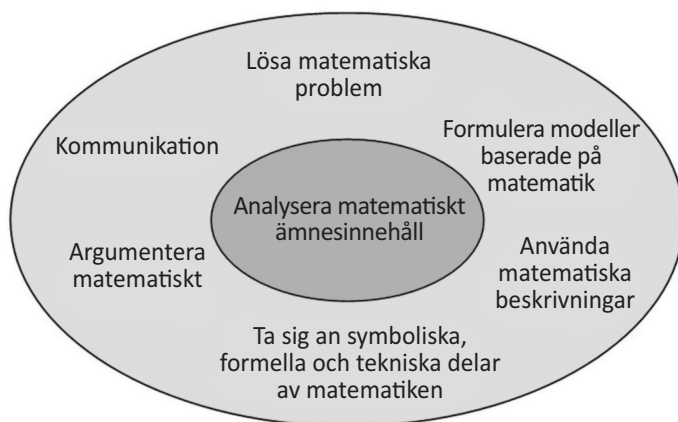 Lösa matematiska
problem
Formulera modeller
baserade på
matematik
Kommunikation
Analysera matematiskt
ämnesinnehåll
Argumentera
matematiskt
Använda
matematiska
beskrivningar
Ta sig an symboliska,
formella och tekniska delar
av matematiken